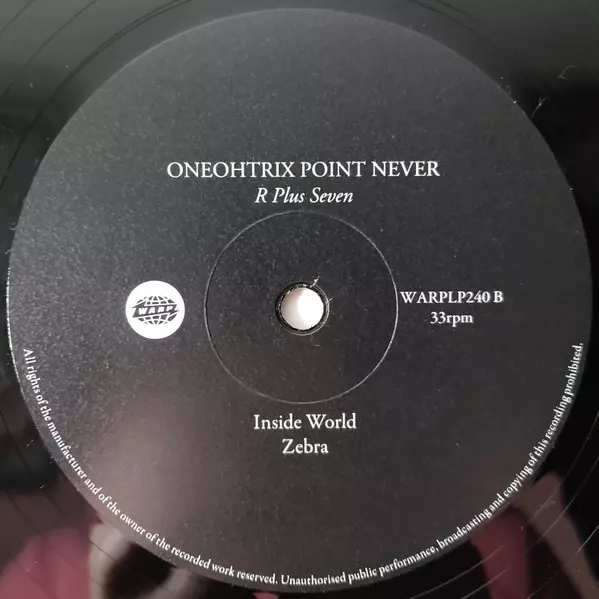 ONEOHTRIX POINT NEVER
R Plus Seven
WARP
WARPLP240 B
33rpm
Inside World
Zebra
All rights of the manufacturer and of the owner of the recorded work reserved. Unauthorised public performance, broadcasting and copying of this recording prohibited.